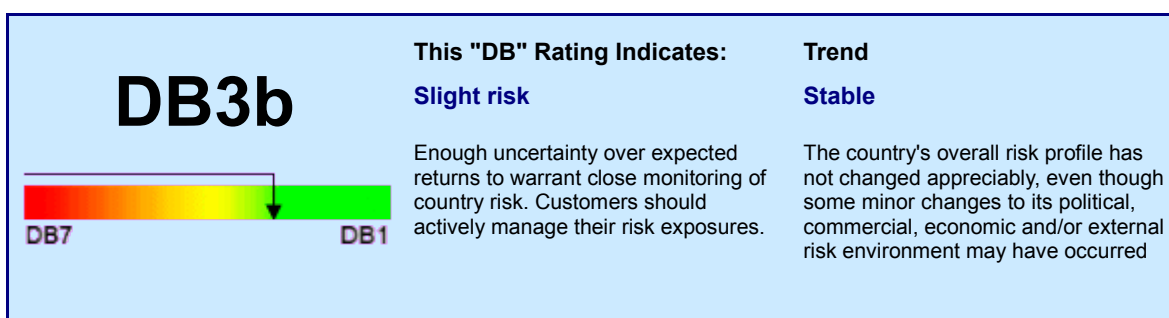 DB3b
DB7
DB1
This "DB" Rating Indicates:
Slight risk
Enough uncertainty over expected
returns to warrant close monitoring of
country risk. Customers should
actively manage their risk exposures.
Trend
Stable
The country's overall risk profile has
not changed appreciably, even though
some minor changes to its political,
commercial, economic and/or external
risk environment may have occurred